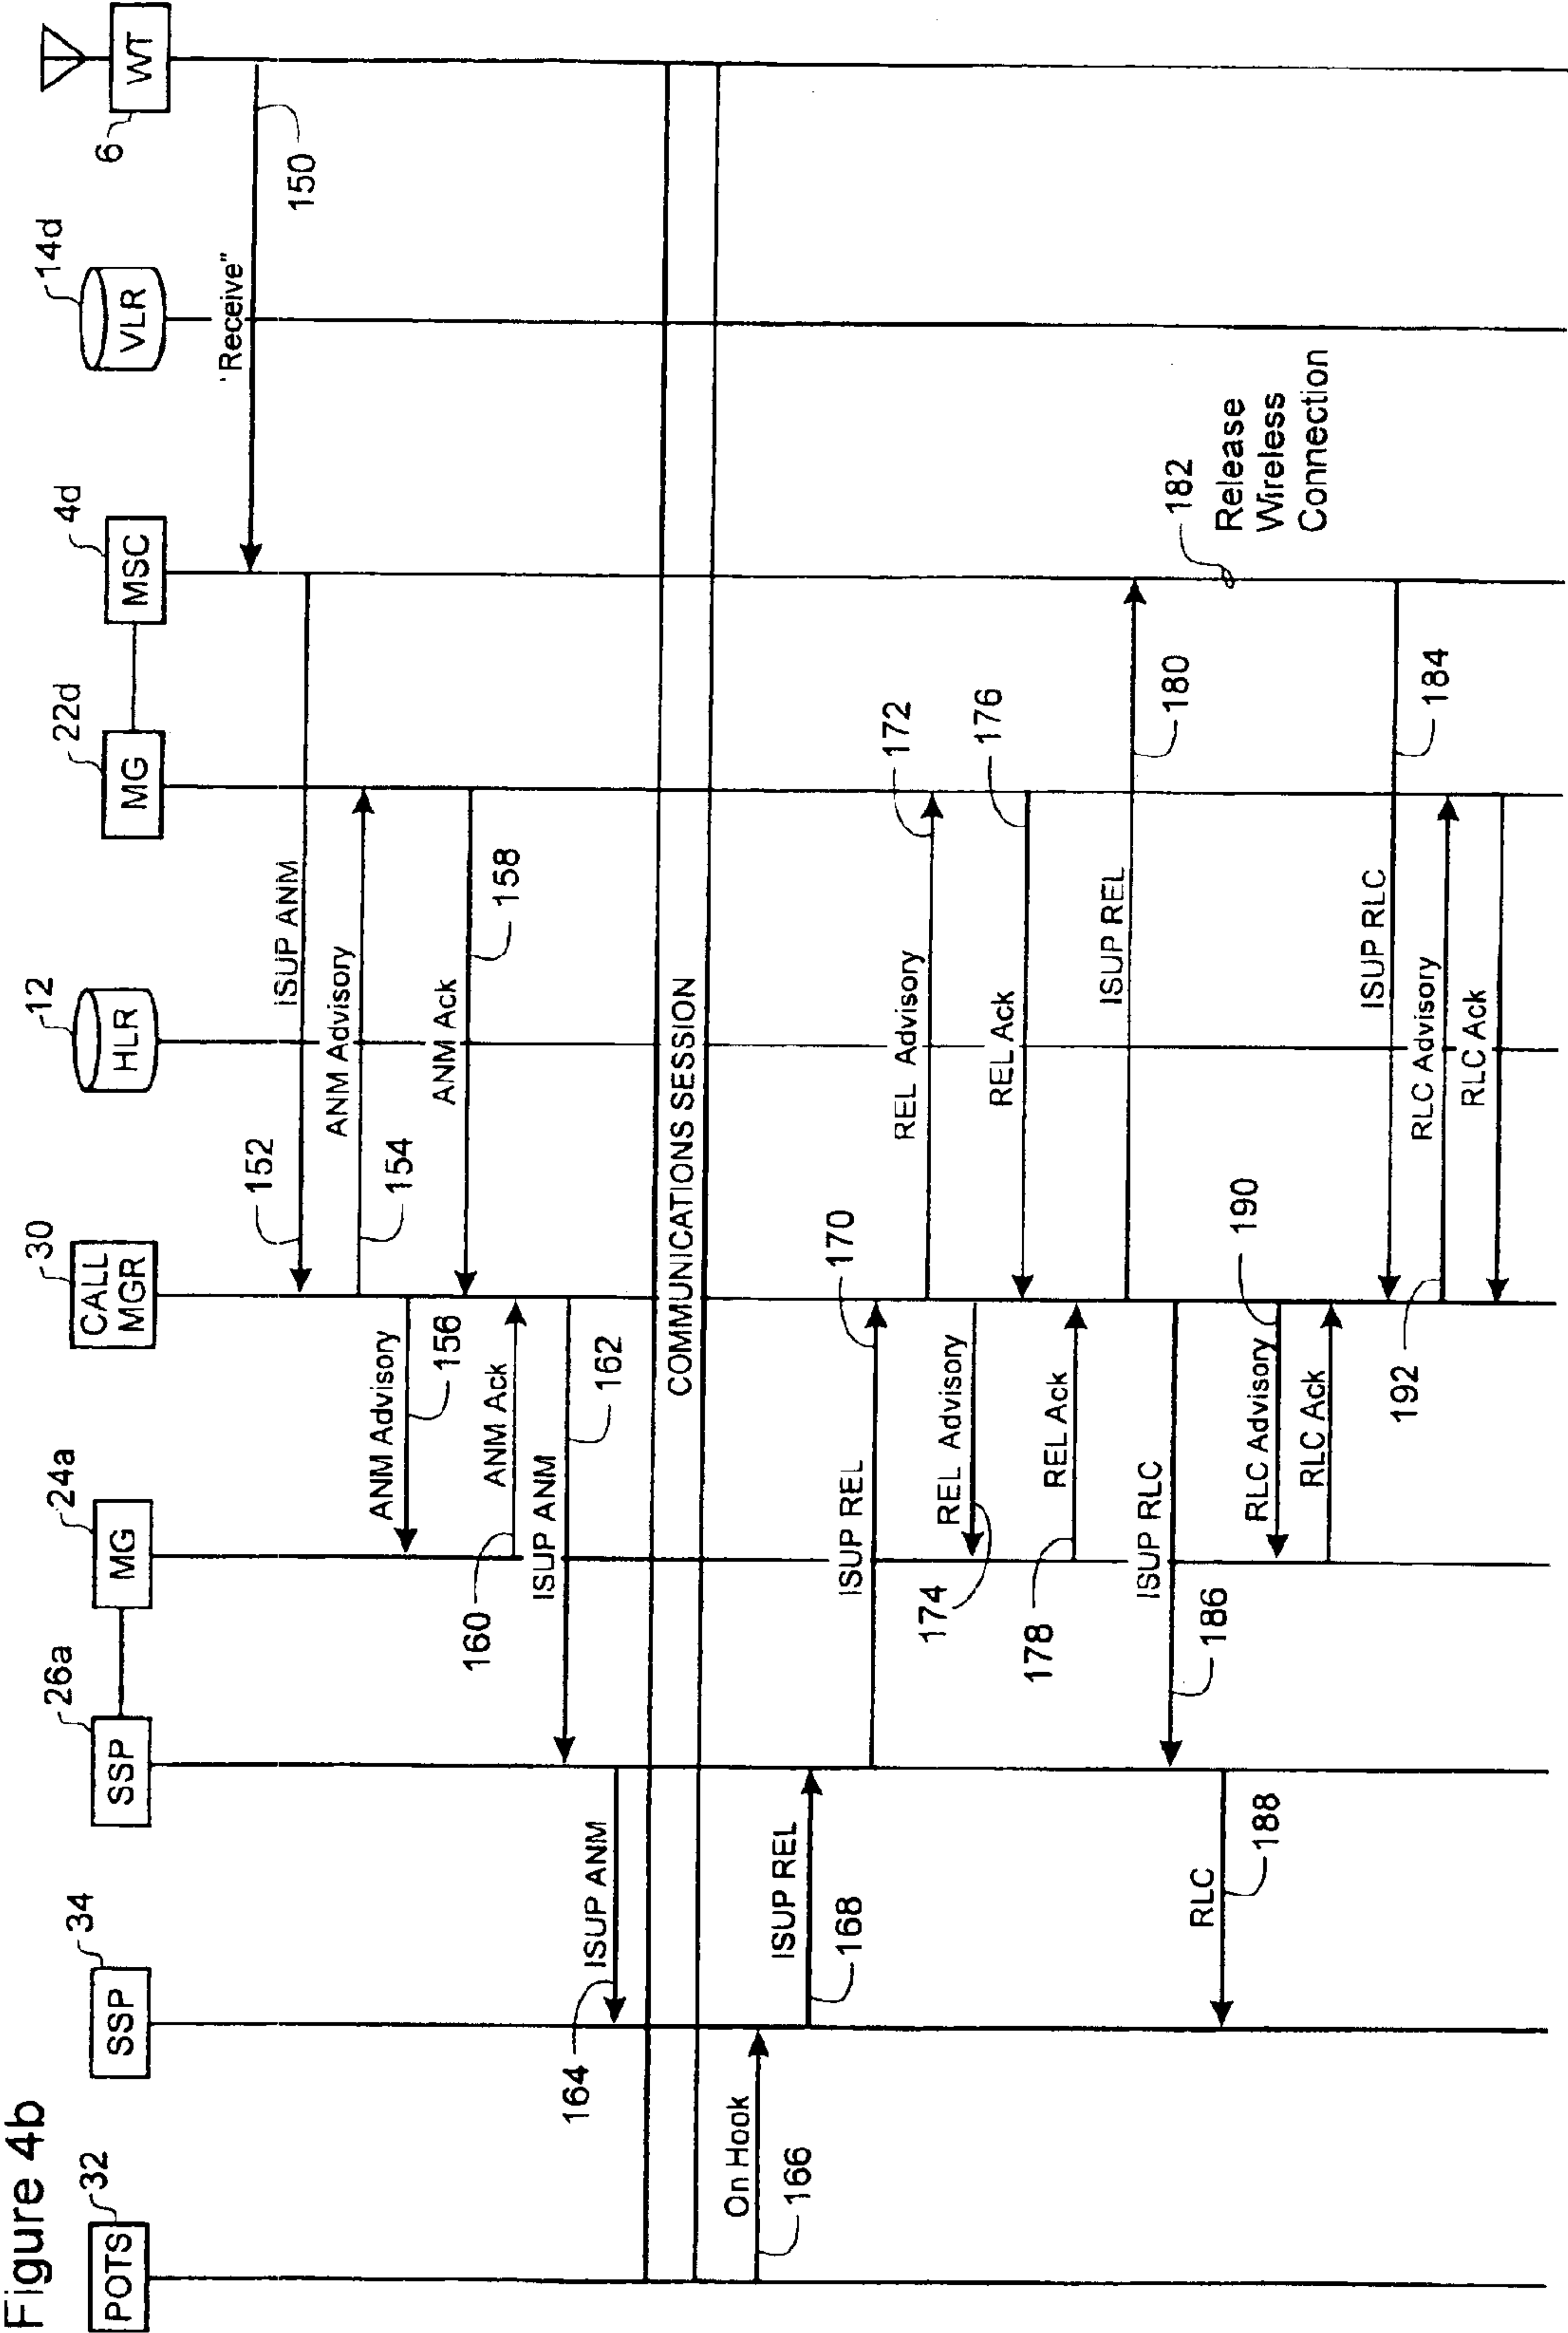 Figure 4b
POTS
32
SSP
34
SSP
26a
MG
24a
CALL
MGR
30
HLR
12
MG
22d
MSC
4d
VLR
14d
WT
6
"Receive"
150
ISUP ANM
152
ANM Advisory
154
ANM Advisory
156
ANM Ack
158
ANM Ack
160
ISUP ANM
162
ISUP ANM
164
COMMUNICATIONS SESSION
On Hook
166
ISUP REL
168
ISUP REL
170
REL Advisory
172
REL Advisory
174
REL Ack
176
REL Ack
178
ISUP REL
180
182
Release
Wireless
Connection
ISUP RLC
186
RLC
188
RLC Advisory
190
RLC Ack
ISUP RLC
184
RLC Advisory
192
RLC Ack